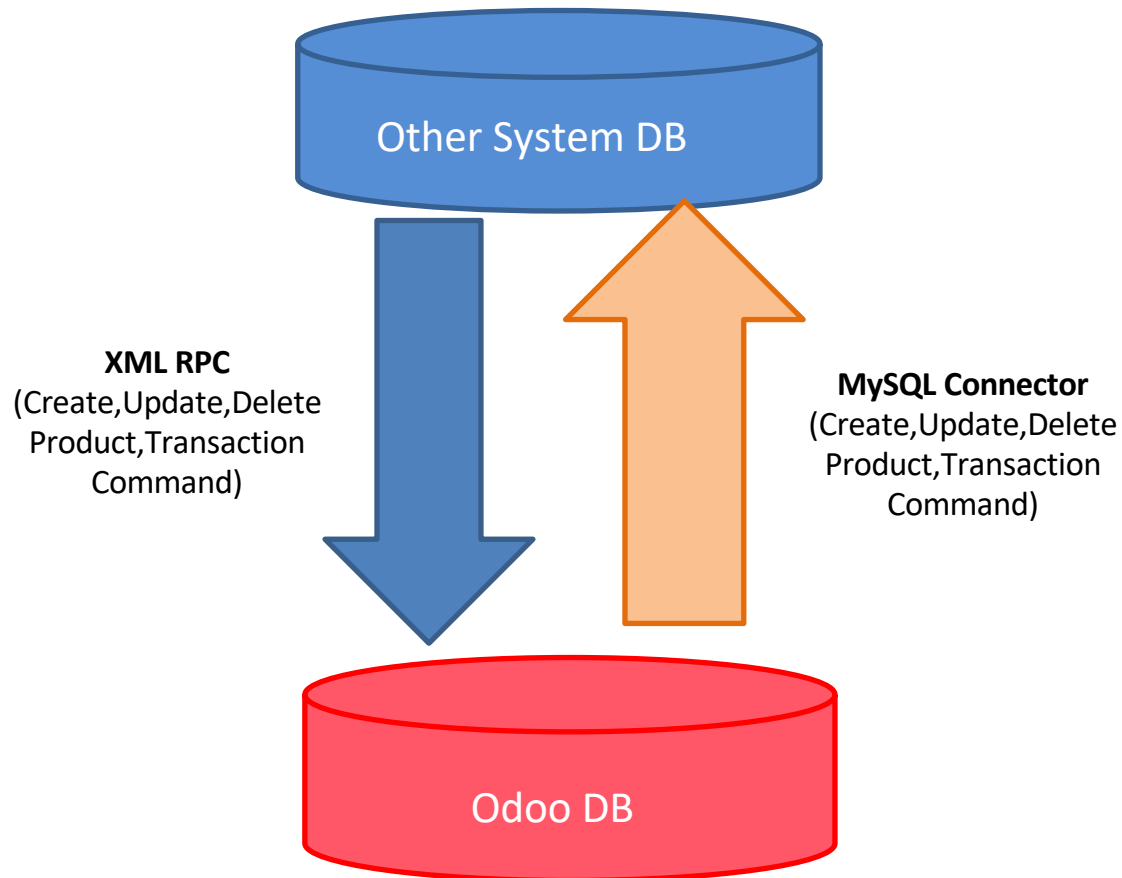 Other System DB
XML RPC
(Create,Update,Delete
Product,Transaction
Command)
MySQL Connector
(Create,Update,Delete
Product,Transaction
Command)
Odoo DB